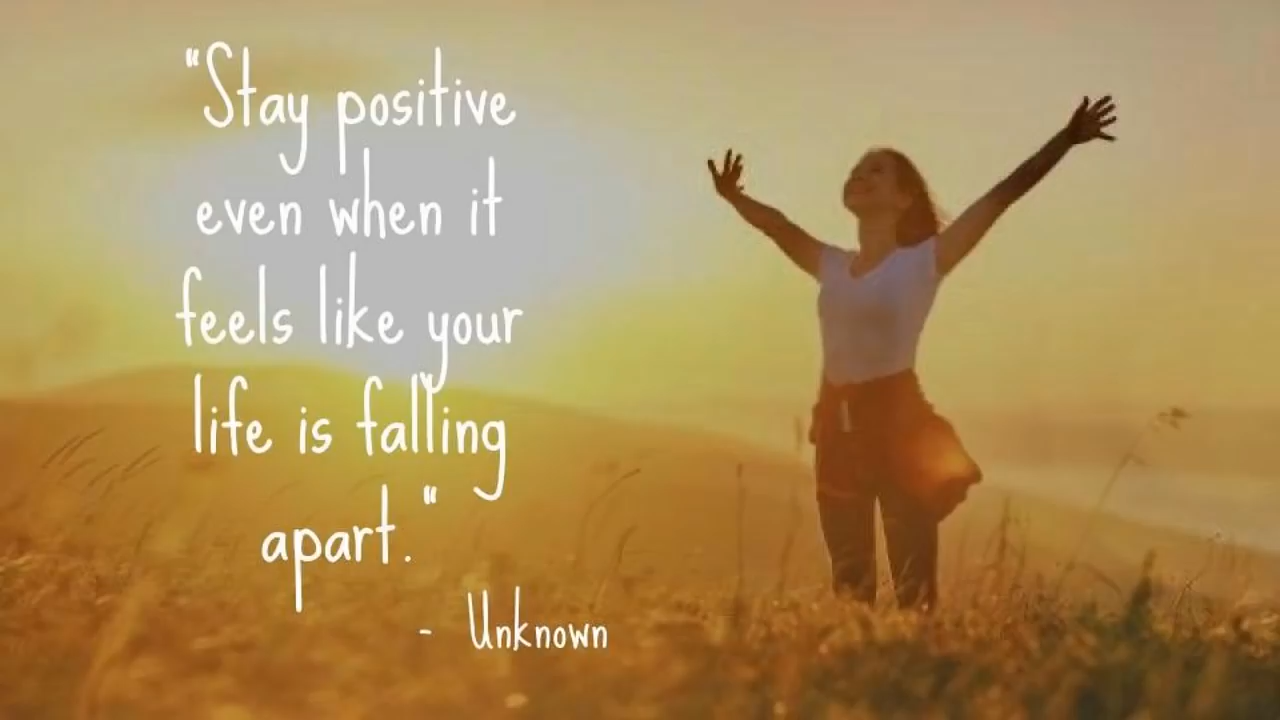 "Stay positive
even when it
feels like your
life is falling
apart."
- Unknown